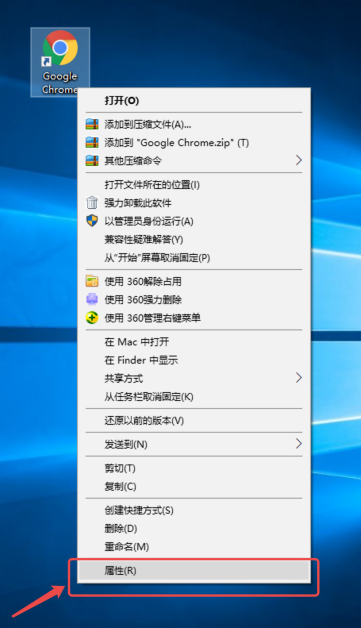 Google
Chrome
打开(O)
添加到压缩文件(A)...
添加到 "Google Chrome.zip" (T)
其他压缩命令
打开文件所在的位置(I)
强力卸载此软件
以管理员身份运行(A)
兼容性疑难解答(Y)
从"开始"屏幕取消固定(P)
使用 360解除占用
使用 360强力删除
使用 360管理右键菜单
在 Mac 中打开
在 Finder 中显示
共享方式
从任务栏取消固定(K)
还原以前的版本(V)
发送到(N)
剪切(T)
复制(C)
创建快捷方式(S)
删除(D)
重命名(M)
属性(R)